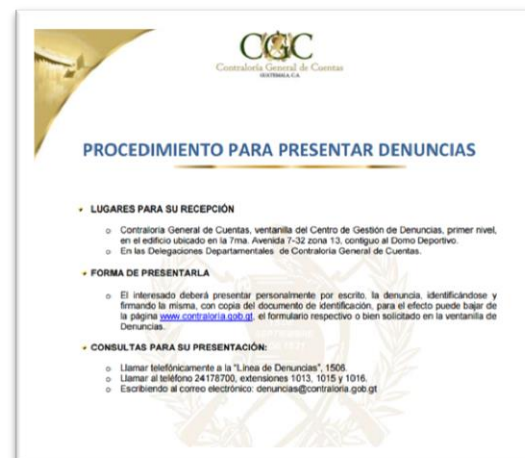 CGC
Contraloría General de Cuentas
GUATEMALA, C.A.
PROCEDIMIENTO PARA PRESENTAR DENUNCIAS
LUGARES PARA SU RECEPCIÓN
o Contraloría General de Cuentas, ventanilla del Centro de Gestión de Denuncias, primer nivel,
en el edificio ubicado en la 7ma. Avenida 7-32 zona 13, contiguo al Domo Deportivo.
o En las Delegaciones Departamentales de Contraloría General de Cuentas.
FORMA DE PRESENTARLA
o El interesado deberá presentar personalmente por escrito, la denuncia, identificándose y
firmando la misma, con copia del documento de identificación, para el efecto puede bajar de
la página www.contraloria.gob.gt, el formulario respectivo o bien solicitado en la ventanilla de
Denuncias.
CONSULTAS PARA SU PRESENTACIÓN:
o Llamar telefónicamente a la "Línea de Denuncias", 1506.
o Llamar al teléfono 24178700, extensiones 1013, 1015 y 1016.
o Escribiendo al correo electrónico: denuncias@contraloria.gob.gt